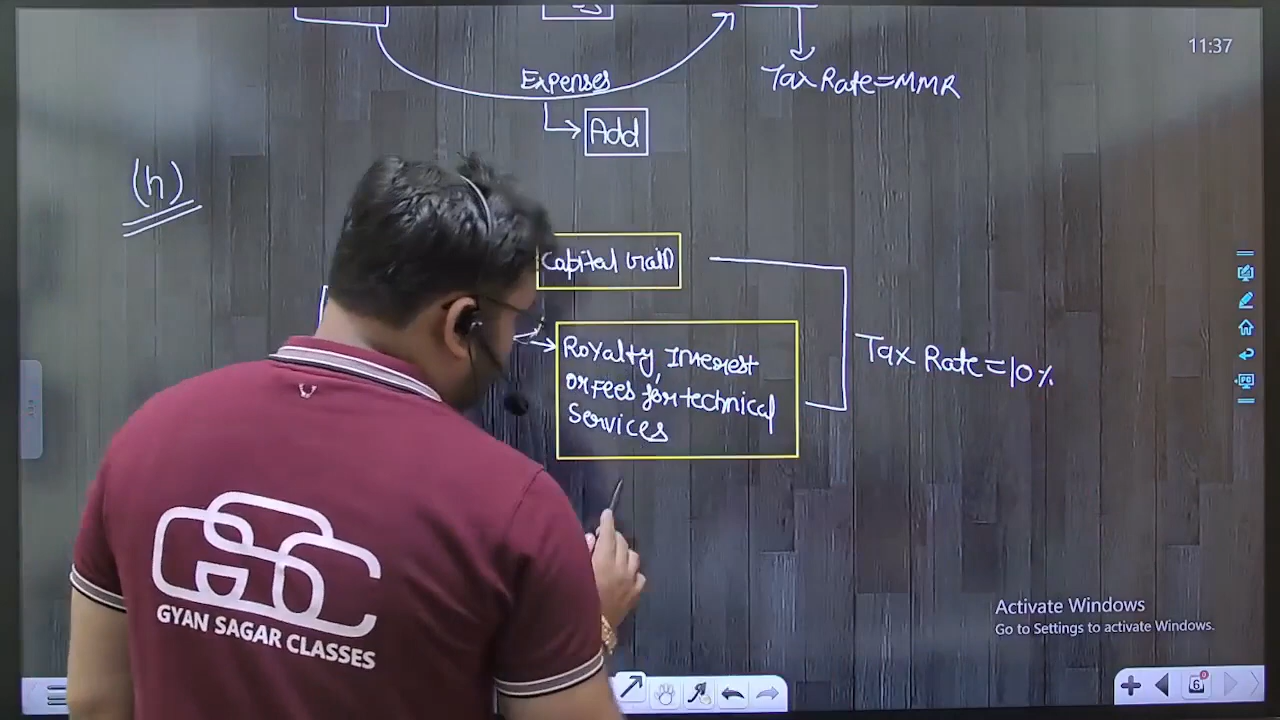 11:37
Tax Rate=MMR
Expenses
Add
(h)
Capital Gain
Royalty, Interest
or Fees for technical
Services
Tax Rate=10%
GSC
GYAN SAGAR CLASSES
Activate Windows
Go to Settings to activate Windows.
6